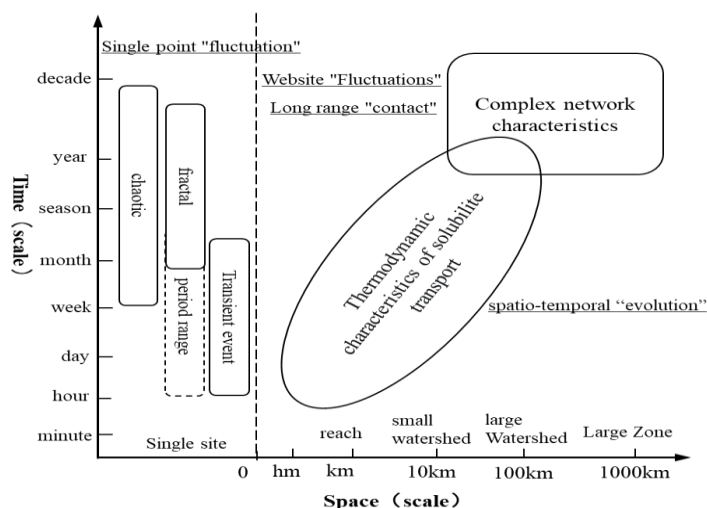 Single point "fluctuation"
decade
Website "Fluctuations"
Long range "contact"
Complex network
characteristics
year
season
month
week
day
hour
minute
Time（scale）
chaotic
fractal
period range
Transient event
Thermodynamic
characteristics of solubilite
transport
spatio-temporal “evolution”
Single site
reach
small
watershed
large
Watershed
Large Zone
0
hm
km
10km
100km
1000km
Space（scale）